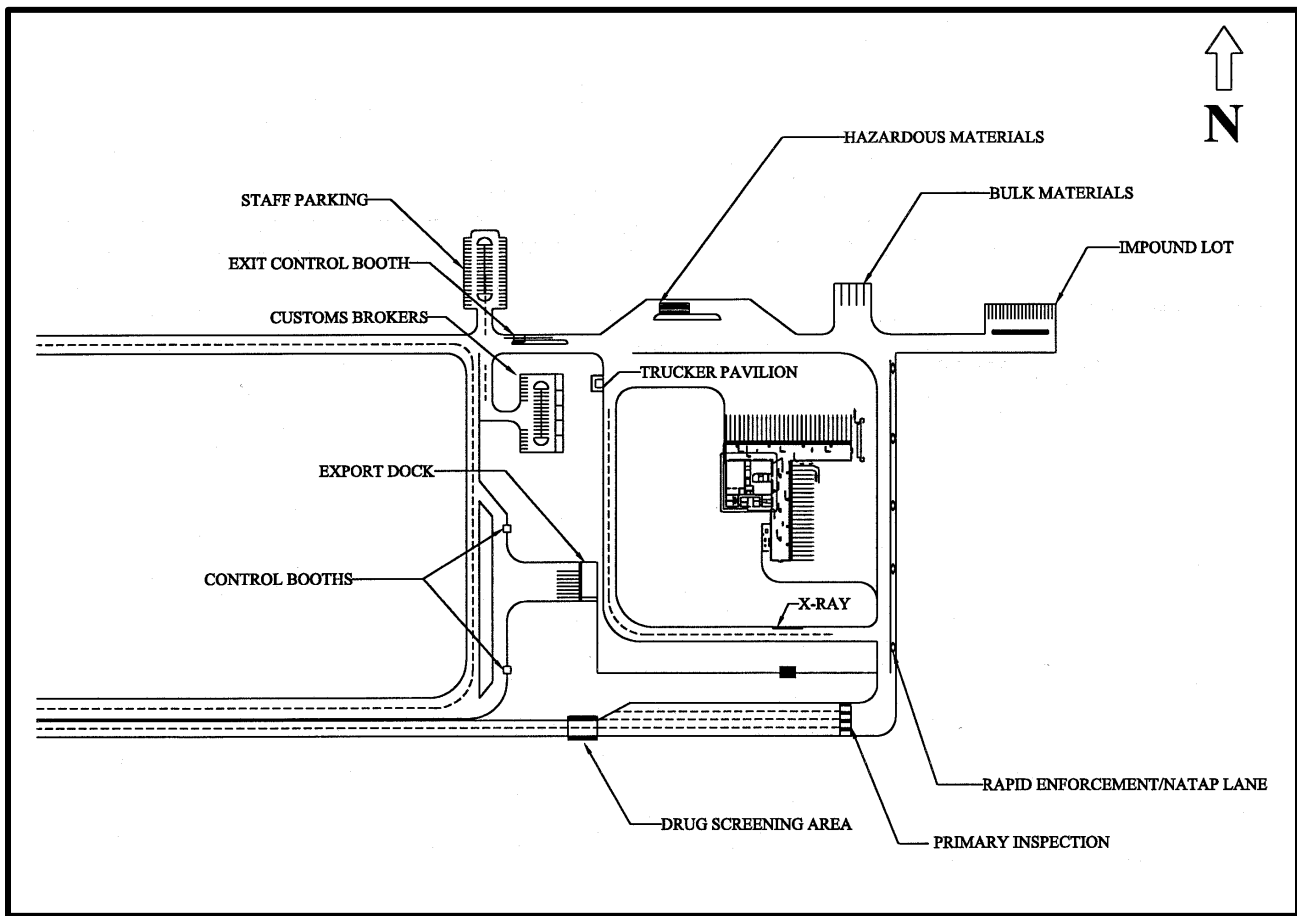 N
HAZARDOUS MATERIALS
BULK MATERIALS
STAFF PARKING
IMPOUND LOT
EXIT CONTROL BOOTH
CUSTOMS BROKERS
TRUCKER PAVILION
EXPORT DOCK
CONTROL BOOTHS
X-RAY
RAPID ENFORCEMENT/NATAP LANE
DRUG SCREENING AREA
PRIMARY INSPECTION